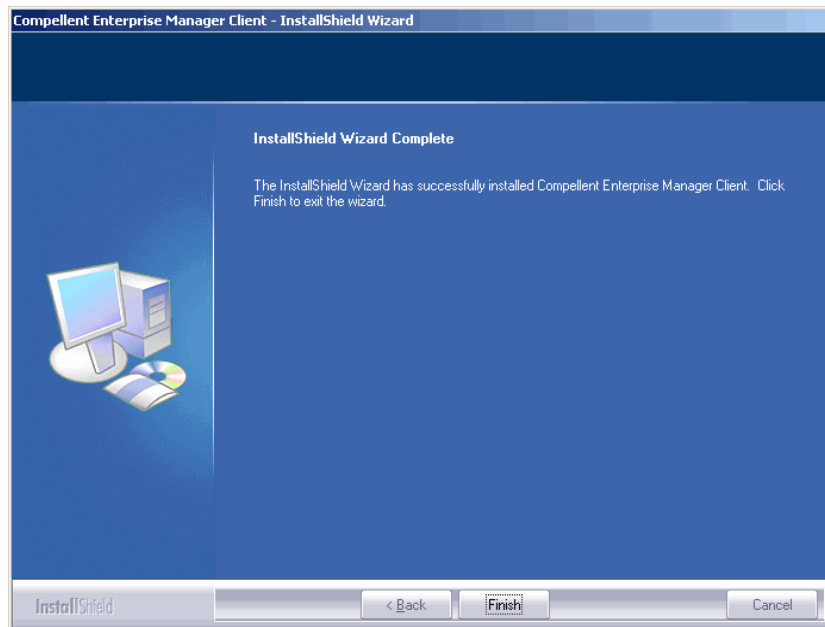 Compellent Enterprise Manager Client - InstallShield Wizard
InstallShield Wizard Complete
The InstallShield Wizard has successfully installed Compellent Enterprise Manager Client. Click
Finish to exit the wizard.
InstallShield
< Back
Finish
Cancel